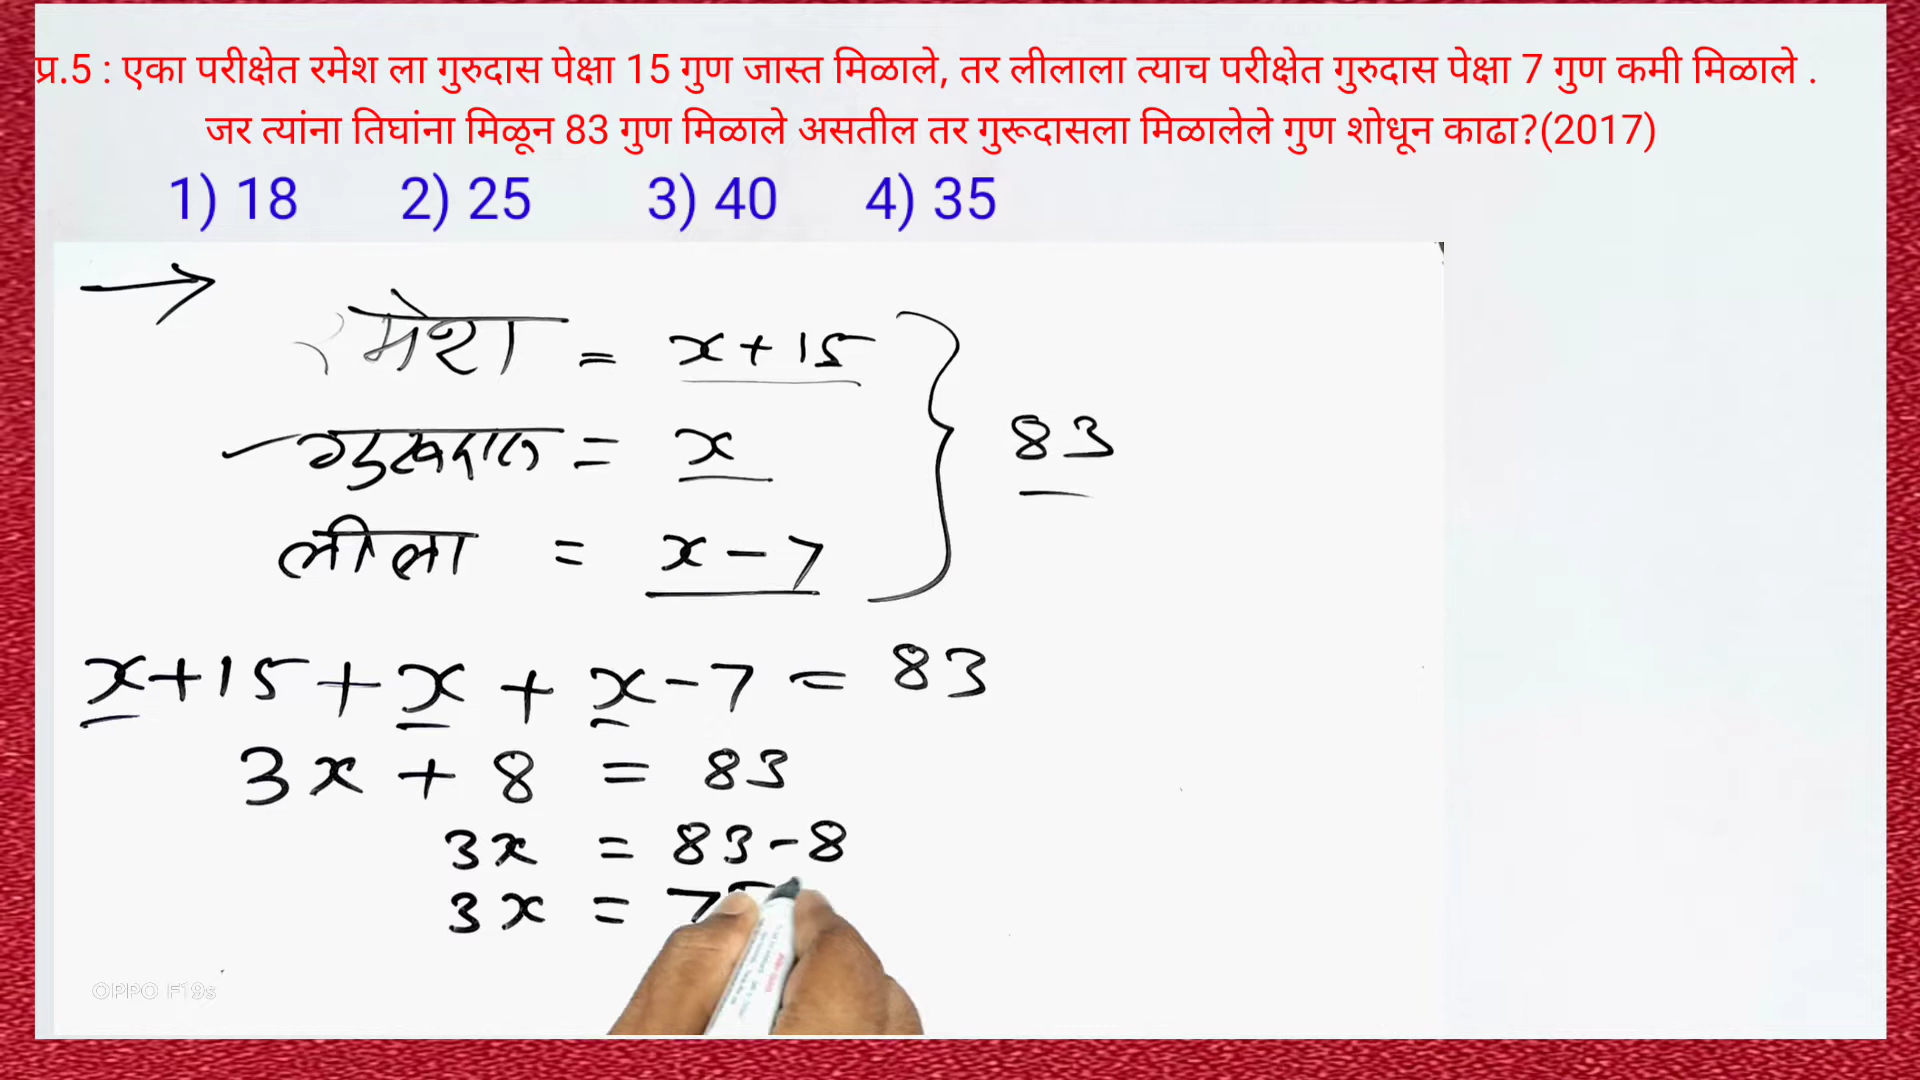 प्र.5 : एका परीक्षेत रमेश ला गुरुदास पेक्षा 15 गुण जास्त मिळाले, तर लीलाला त्याच परीक्षेत गुरुदास पेक्षा 7 गुण कमी मिळाले .
जर त्यांना तिघांना मिळून 83 गुण मिळाले असतील तर गुरूदासला मिळालेले गुण शोधून काढा?(2017)
1) 18 2) 25 3) 40 4) 35
रमेश = x + 15
= x
83
लीला = x - 7
x + 15 + x + x - 7 = 83
3x + 8 = 83
3x = 83 - 8
3x = 7
OPPO F19s